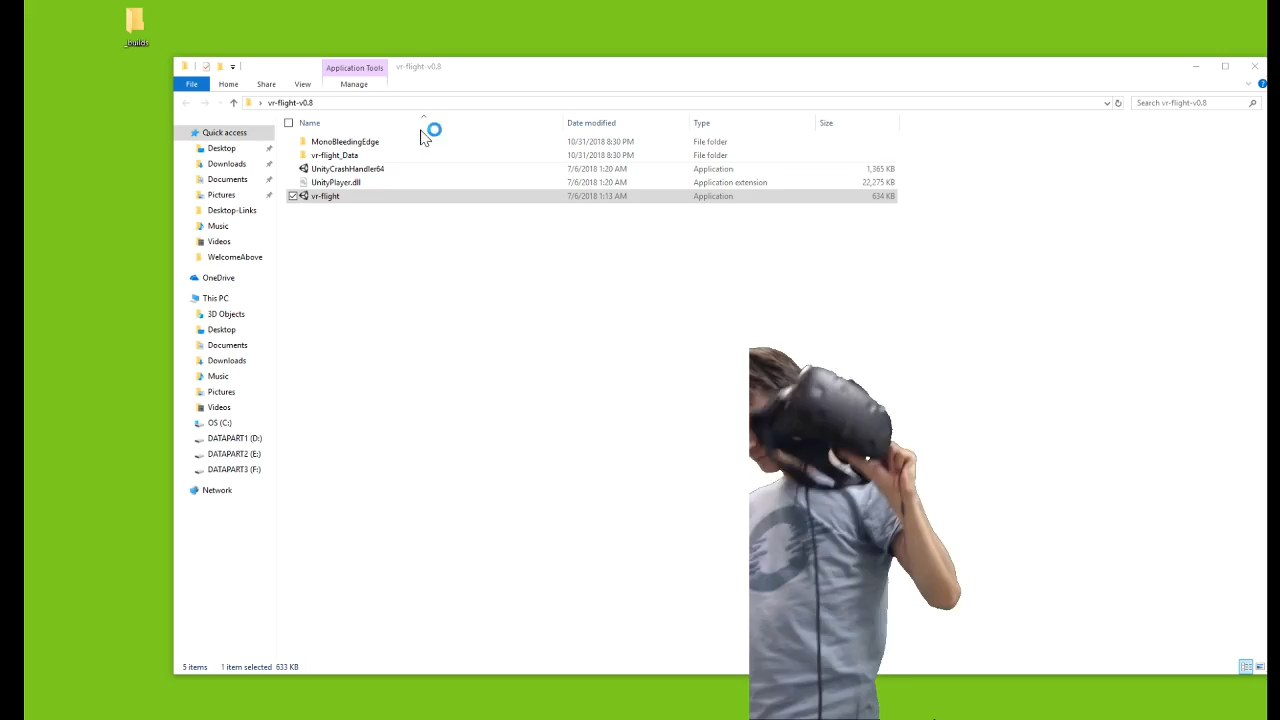 _builds
Application Tools
vr-flight-v0.8
File
Home
Share
View
Manage
vr-flight-v0.8
Search vr-flight-v0.8
Name
Date modified
Type
Size
MonoBleedingEdge
10/31/2018 8:30 PM
File folder
vr-flight_Data
10/31/2018 8:30 PM
File folder
UnityCrashHandler64
7/6/2018 1:20 AM
Application
1,365 KB
UnityPlayer.dll
7/6/2018 1:20 AM
Application extension
22,275 KB
vr-flight
7/6/2018 1:13 AM
Application
634 KB
Quick access
Desktop
Downloads
Documents
Pictures
Desktop-Links
Music
Videos
WelcomeAbove
OneDrive
This PC
3D Objects
Desktop
Documents
Downloads
Music
Pictures
Videos
OS (C:)
DATAPART1 (D:)
DATAPART2 (E:)
DATAPART3 (F:)
Network
5 items
1 item selected 633 KB